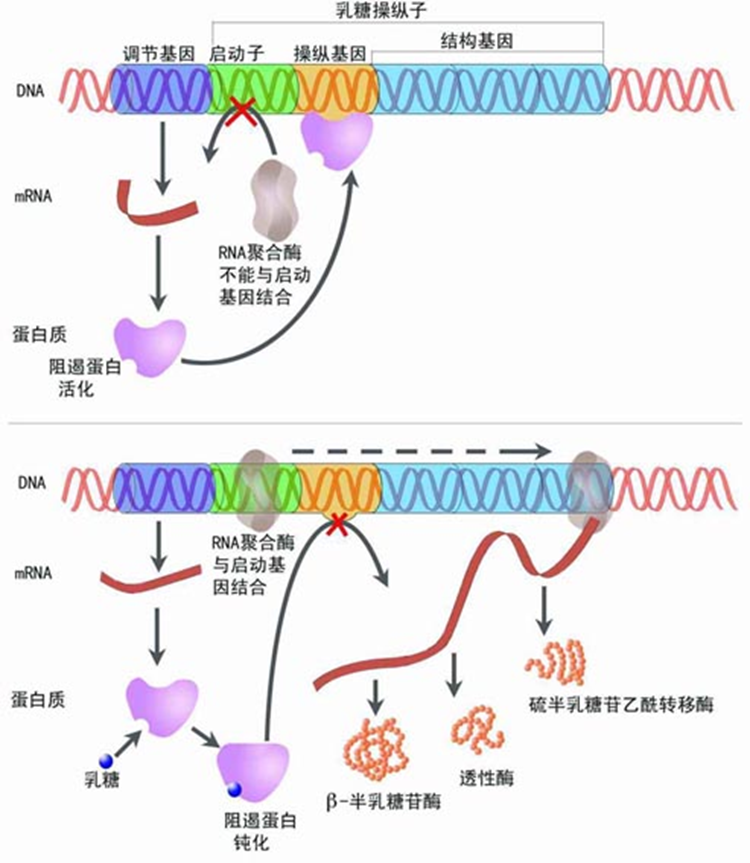 乳糖操纵子
结构基因
调节基因
启动子
操纵基因
DNA
mRNA
RNA聚合酶
不能与启动
基因结合
蛋白质
阻遏蛋白
活化
DNA
RNA聚合酶
与启动基
因结合
mRNA
蛋白质
硫半乳糖苷乙酰转移酶
乳糖
透性酶
β-半乳糖苷酶
阻遏蛋白
钝化